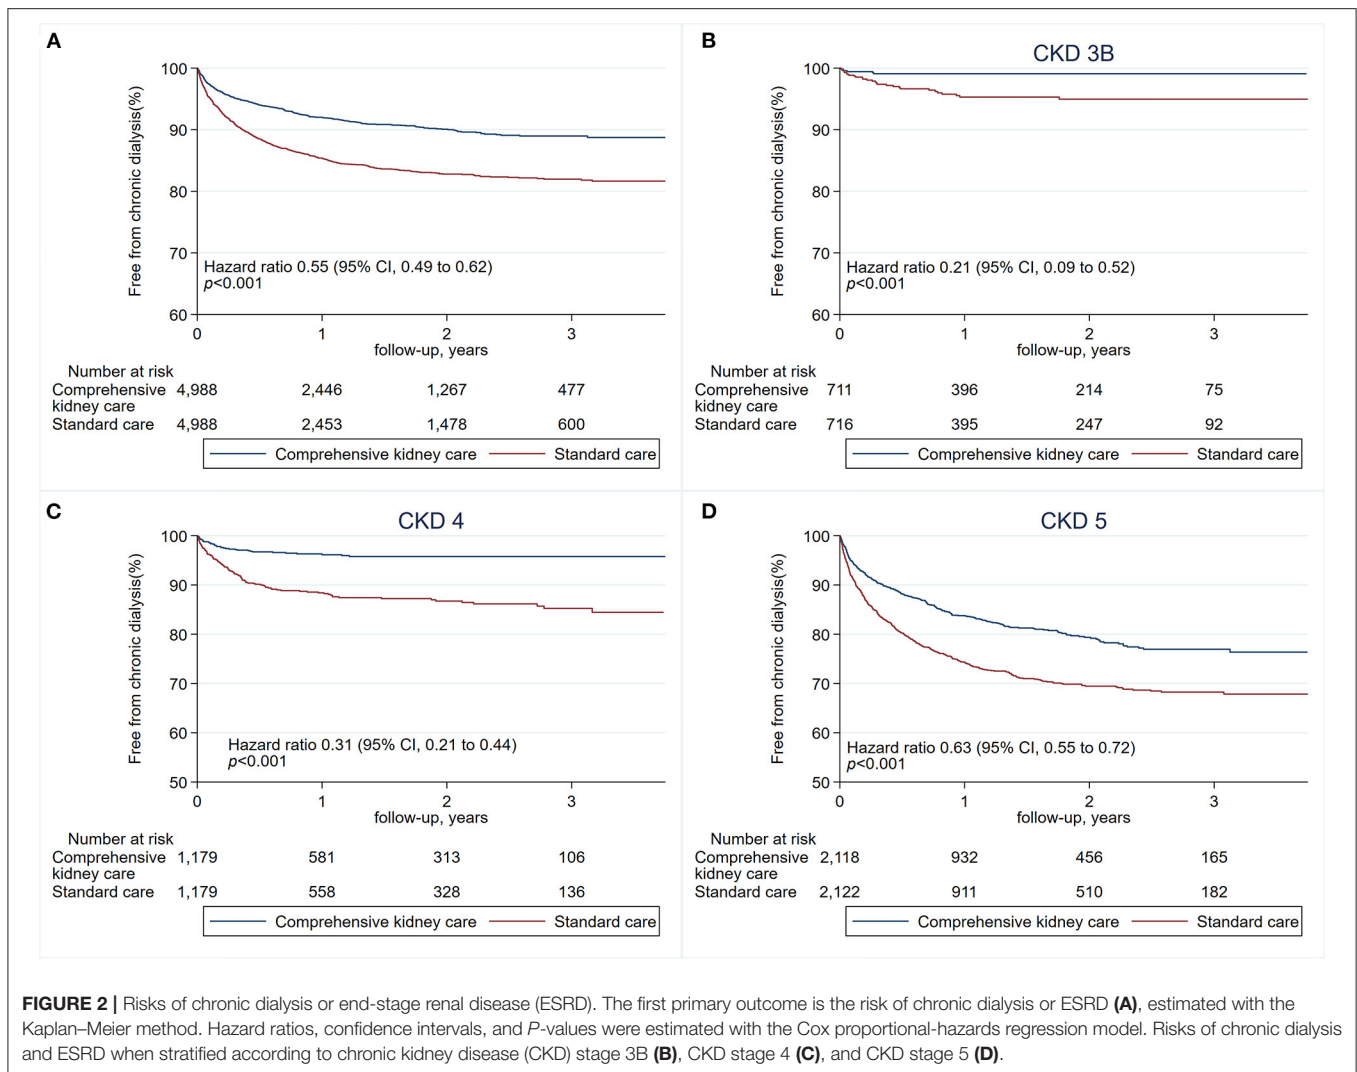 A
100
90
80
70
60
Free from chronic dialysis(%)
Hazard ratio 0.55 (95% CI, 0.49 to 0.62)
p<0.001
0 1 2 3
follow-up, years
Number at risk
Comprehensive 4,988 2,446 1,267 477
kidney care
Standard care 4,988 2,453 1,478 600
Comprehensive kidney care Standard care
B
CKD 3B
100
90
80
70
60
Free from chronic dialysis(%)
Hazard ratio 0.21 (95% CI, 0.09 to 0.52)
p<0.001
0 1 2 3
follow-up, years
Number at risk
Comprehensive 711 396 214 75
kidney care
Standard care 716 395 247 92
Comprehensive kidney care Standard care
C
CKD 4
100
90
80
70
60
50
Free from chronic dialysis(%)
Hazard ratio 0.31 (95% CI, 0.21 to 0.44)
p<0.001
0 1 2 3
follow-up, years
Number at risk
Comprehensive 1,179 581 313 106
kidney care
Standard care 1,179 558 328 136
Comprehensive kidney care Standard care
D
CKD 5
100
90
80
70
60
50
Free from chronic dialysis(%)
Hazard ratio 0.63 (95% CI, 0.55 to 0.72)
p<0.001
0 1 2 3
follow-up, years
Number at risk
Comprehensive 2,118 932 456 165
kidney care
Standard care 2,122 911 510 182
Comprehensive kidney care Standard care
FIGURE 2 | Risks of chronic dialysis or end-stage renal disease (ESRD). The first primary outcome is the risk of chronic dialysis or ESRD (A), estimated with the
Kaplan–Meier method. Hazard ratios, confidence intervals, and P-values were estimated with the Cox proportional-hazards regression model. Risks of chronic dialysis
and ESRD when stratified according to chronic kidney disease (CKD) stage 3B (B), CKD stage 4 (C), and CKD stage 5 (D).